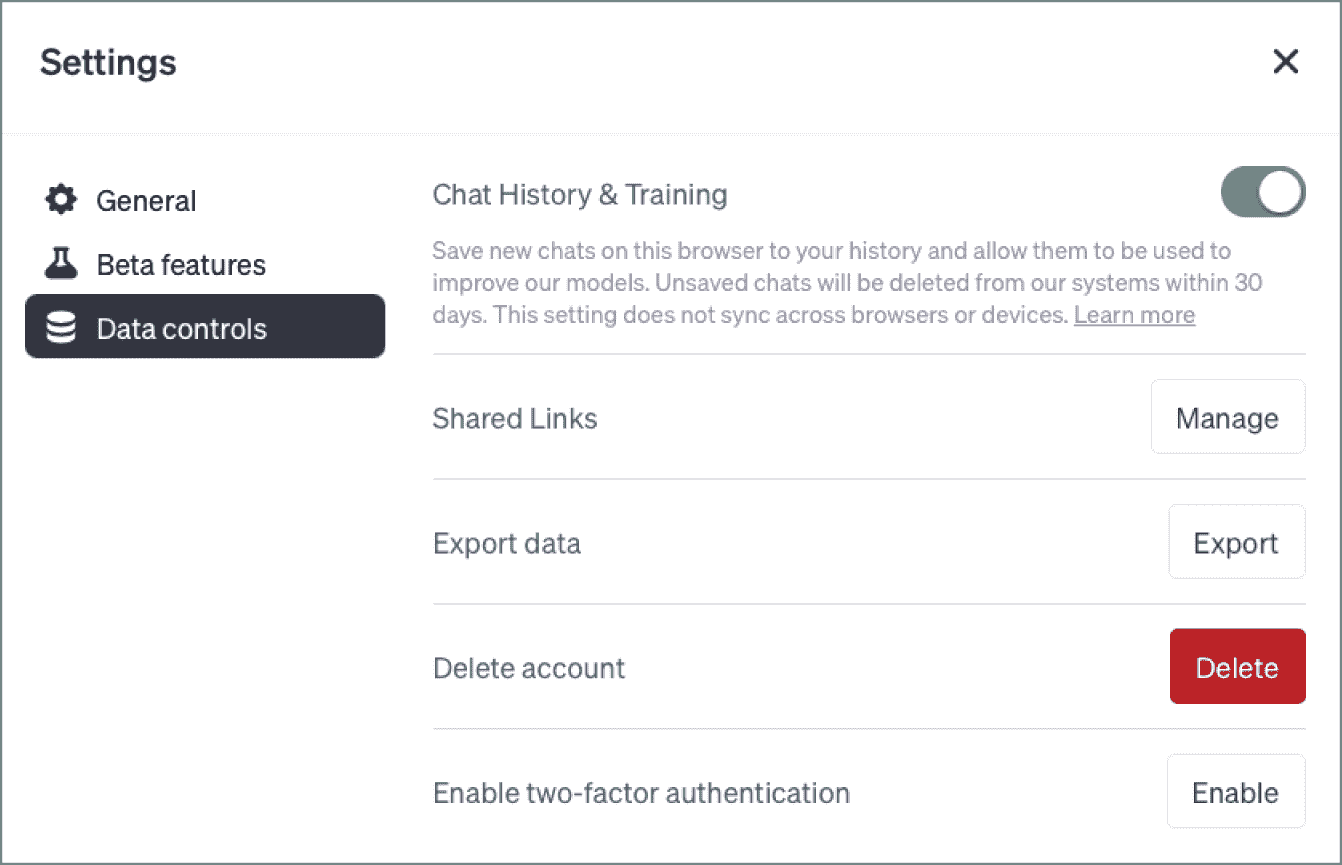 Settings
General
Beta features
Data controls
Chat History & Training
Save new chats on this browser to your history and allow them to be used to
improve our models. Unsaved chats will be deleted from our systems within 30
days. This setting does not sync across browsers or devices. Learn more
Shared Links
Manage
Export data
Export
Delete account
Delete
Enable two-factor authentication
Enable